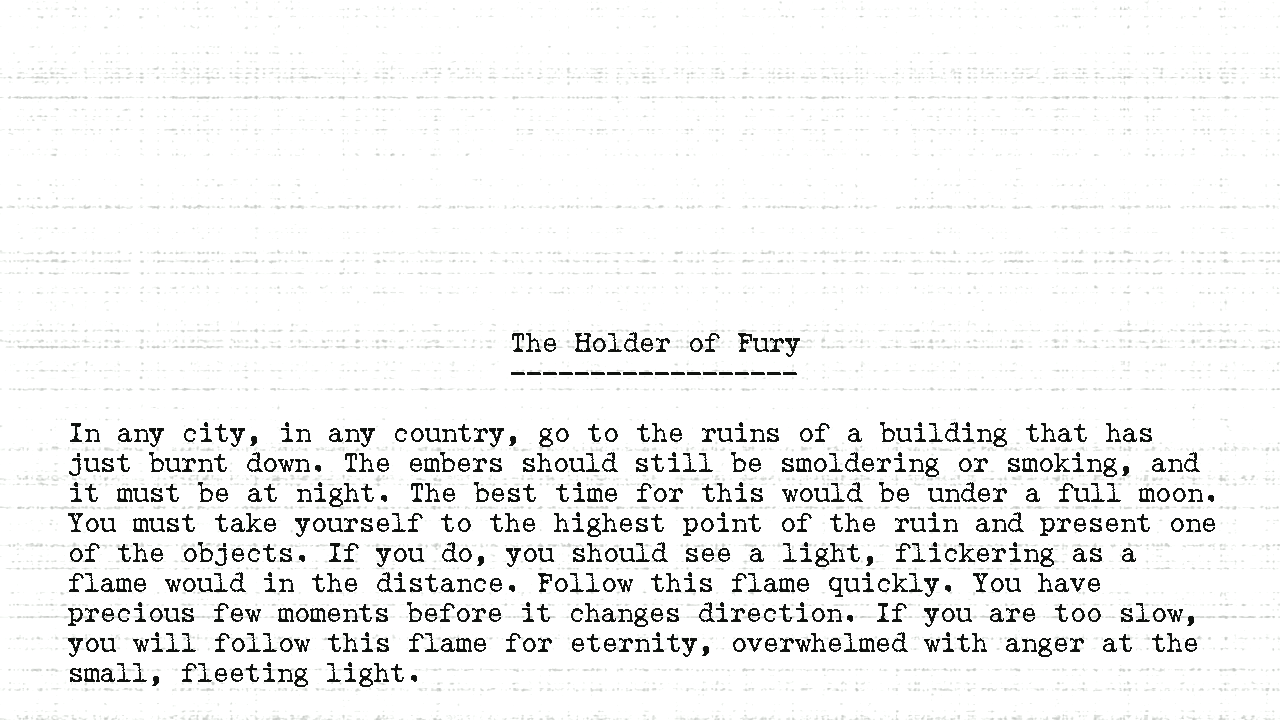 The Holder of Fury
------------------
In any city, in any country, go to the ruins of a building that has
just burnt down. The embers should still be smoldering or smoking, and
it must be at night. The best time for this would be under a full moon.
You must take yourself to the highest point of the ruin and present one
of the objects. If you do, you should see a light, flickering as a
flame would in the distance. Follow this flame quickly. You have
precious few moments before it changes direction. If you are too slow,
you will follow this flame for eternity, overwhelmed with anger at the
small, fleeting light.